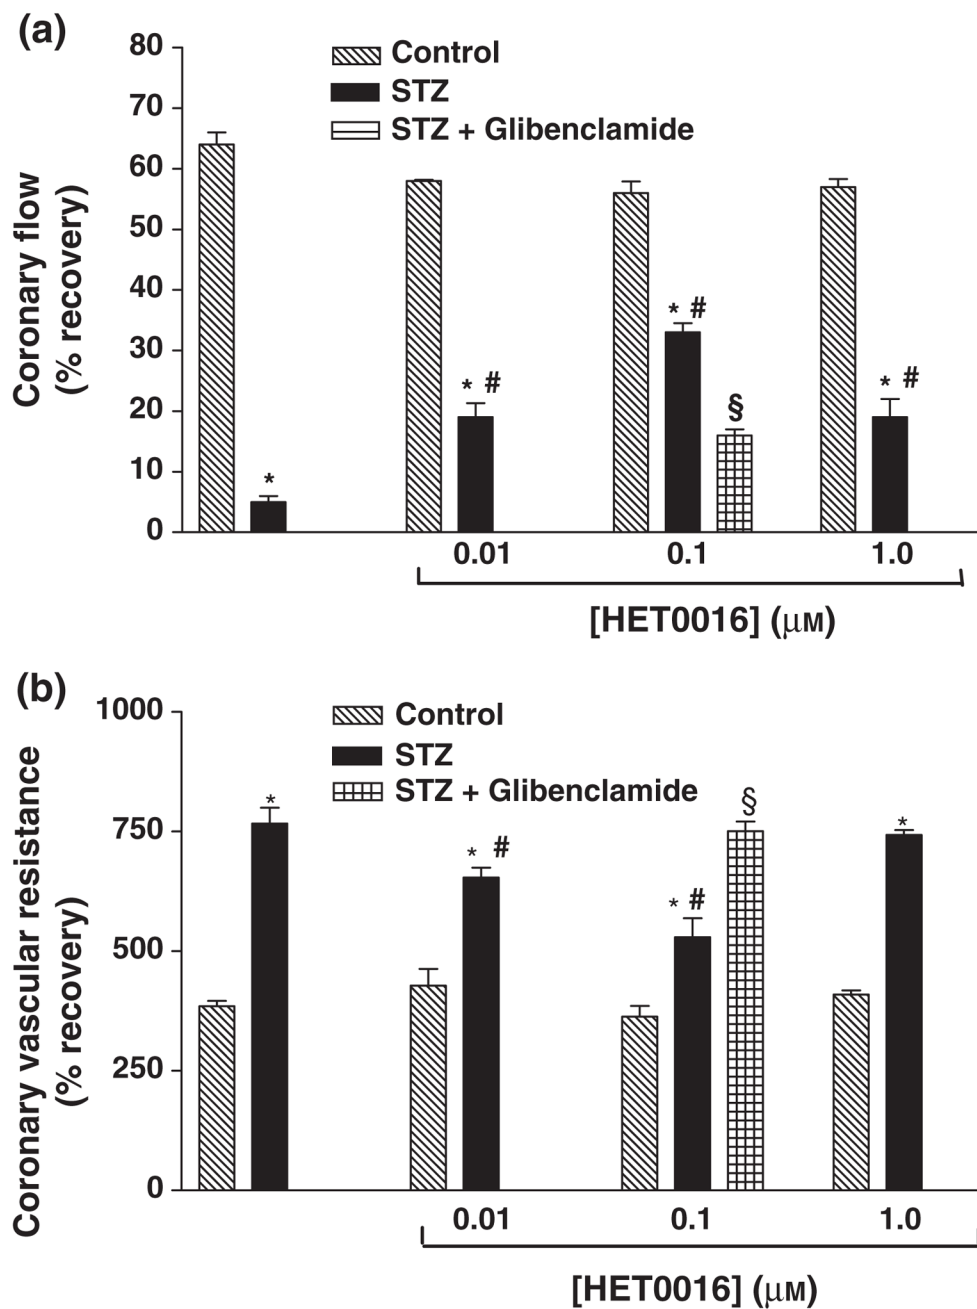 (a)
80
70
60
50
40
30
20
10
0
Coronary flow
(% recovery)
Control
STZ
STZ + Glibenclamide
*
* #
* #
§
* #
0.01 0.1 1.0
[HET0016] (μM)
(b)
1000
750
500
250
0
Coronary vascular resistance
(% recovery)
Control
STZ
STZ + Glibenclamide
*
* #
* #
§
*
0.01 0.1 1.0
[HET0016] (μM)